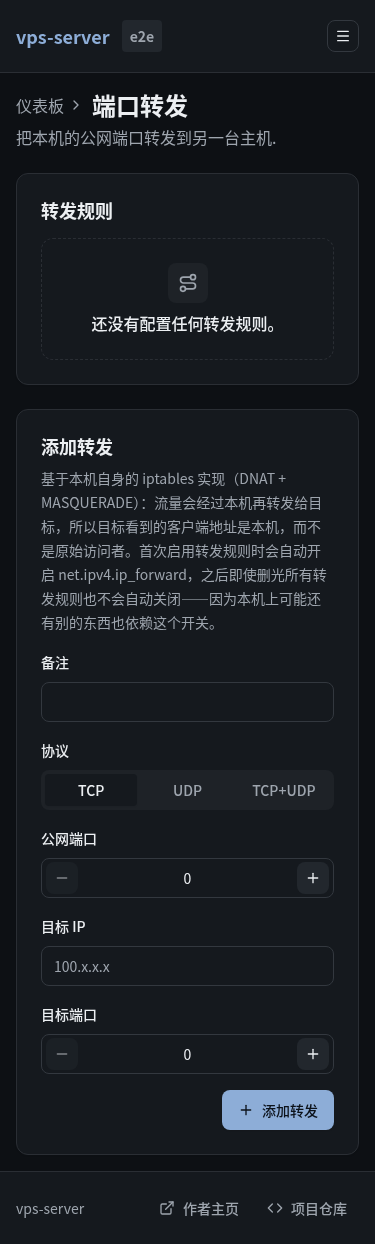 vps-server e2e
仪表板 端口转发
把本机的公网端口转发到另一台主机.
转发规则
还没有配置任何转发规则。
添加转发
基于本机自身的 iptables 实现（DNAT +
MASQUERADE）：流量会经过本机再转发给目
标，所以目标看到的客户端地址是本机，而不
是原始访问者。首次启用转发规则时会自动开
启 net.ipv4.ip_forward，之后即使删光所有转
发规则也不会自动关闭——因为本机上可能还
有别的东西也依赖这个开关。
备注
协议
TCP UDP TCP+UDP
公网端口
0
目标 IP
100.x.x.x
目标端口
0
添加转发
vps-server 作者主页 项目仓库